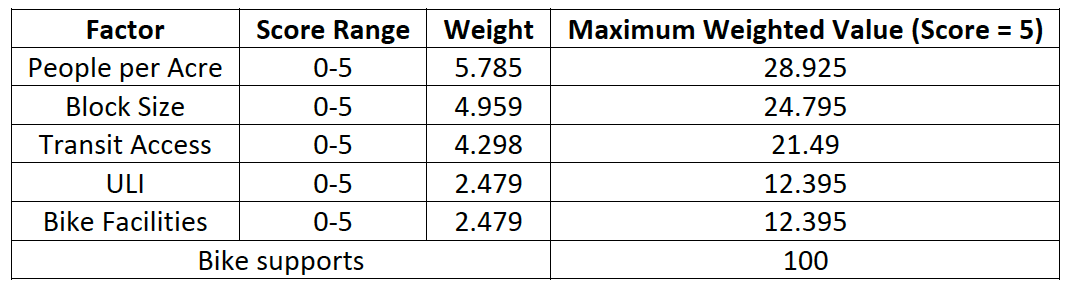 Factor Score Range Weight Maximum Weighted Value (Score = 5)
People per Acre 0-5 5.785 28.925
Block Size 0-5 4.959 24.795
Transit Access 0-5 4.298 21.49
ULI 0-5 2.479 12.395
Bike Facilities 0-5 2.479 12.395
Bike supports 100